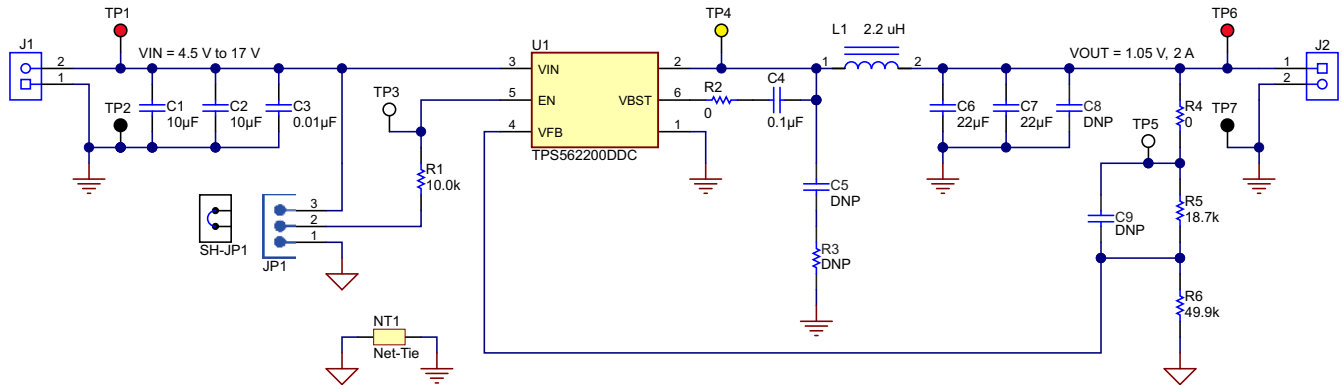 TP1
TP4
TP6
J1
VIN = 4.5 V to 17 V
U1
L1 2.2 uH
VOUT = 1.05 V, 2 A
J2
2
1
3
VIN
2
1
2
1
2
TP2
C1
10µF
C2
10µF
C3
0.01µF
TP3
5
EN
VBST
6
R2
0
C4
0.1µF
C6
22µF
C7
22µF
C8
DNP
R4
0
TP7
TP5
4
VFB
1
TPS562200DDC
R1
10.0k
C5
DNP
R5
18.7k
C9
DNP
3
2
1
SH-JP1
JP1
R3
DNP
R6
49.9k
NT1
Net-Tie